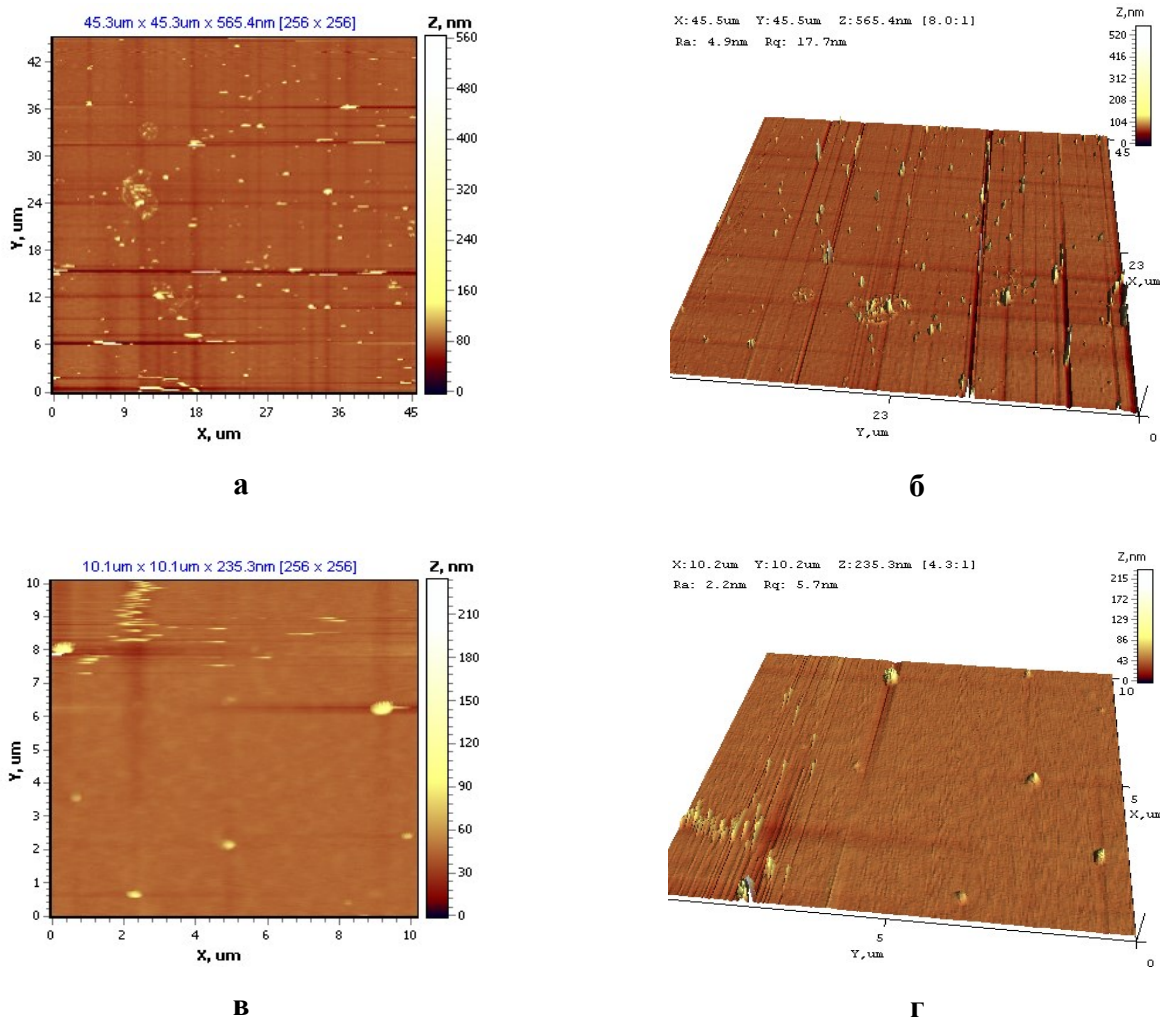 45.3um x 45.3um x 565.4nm [256 x 256]
Z, nm
560
480
400
320
240
160
80
0
42
36
30
24
18
12
6
0
Y, um
0 9 18 27 36 45
X, um
а
X:45.5um Y:45.5um Z:565.4nm [8.0:1]
Ra: 4.9nm Rq: 17.7nm
Z,nm
520
416
312
208
104
0
45
23
X,um
23
Y,um
0
б
10.1um x 10.1um x 235.3nm [256 x 256]
Z, nm
210
180
150
120
90
60
30
0
10
9
8
7
6
5
4
3
2
1
0
Y, um
0 2 4 6 8 10
X, um
в
X:10.2um Y:10.2um Z:235.3nm [4.3:1]
Ra: 2.2nm Rq: 5.7nm
Z,nm
215
172
129
86
43
0
10
5
X,um
5
Y,um
0
г